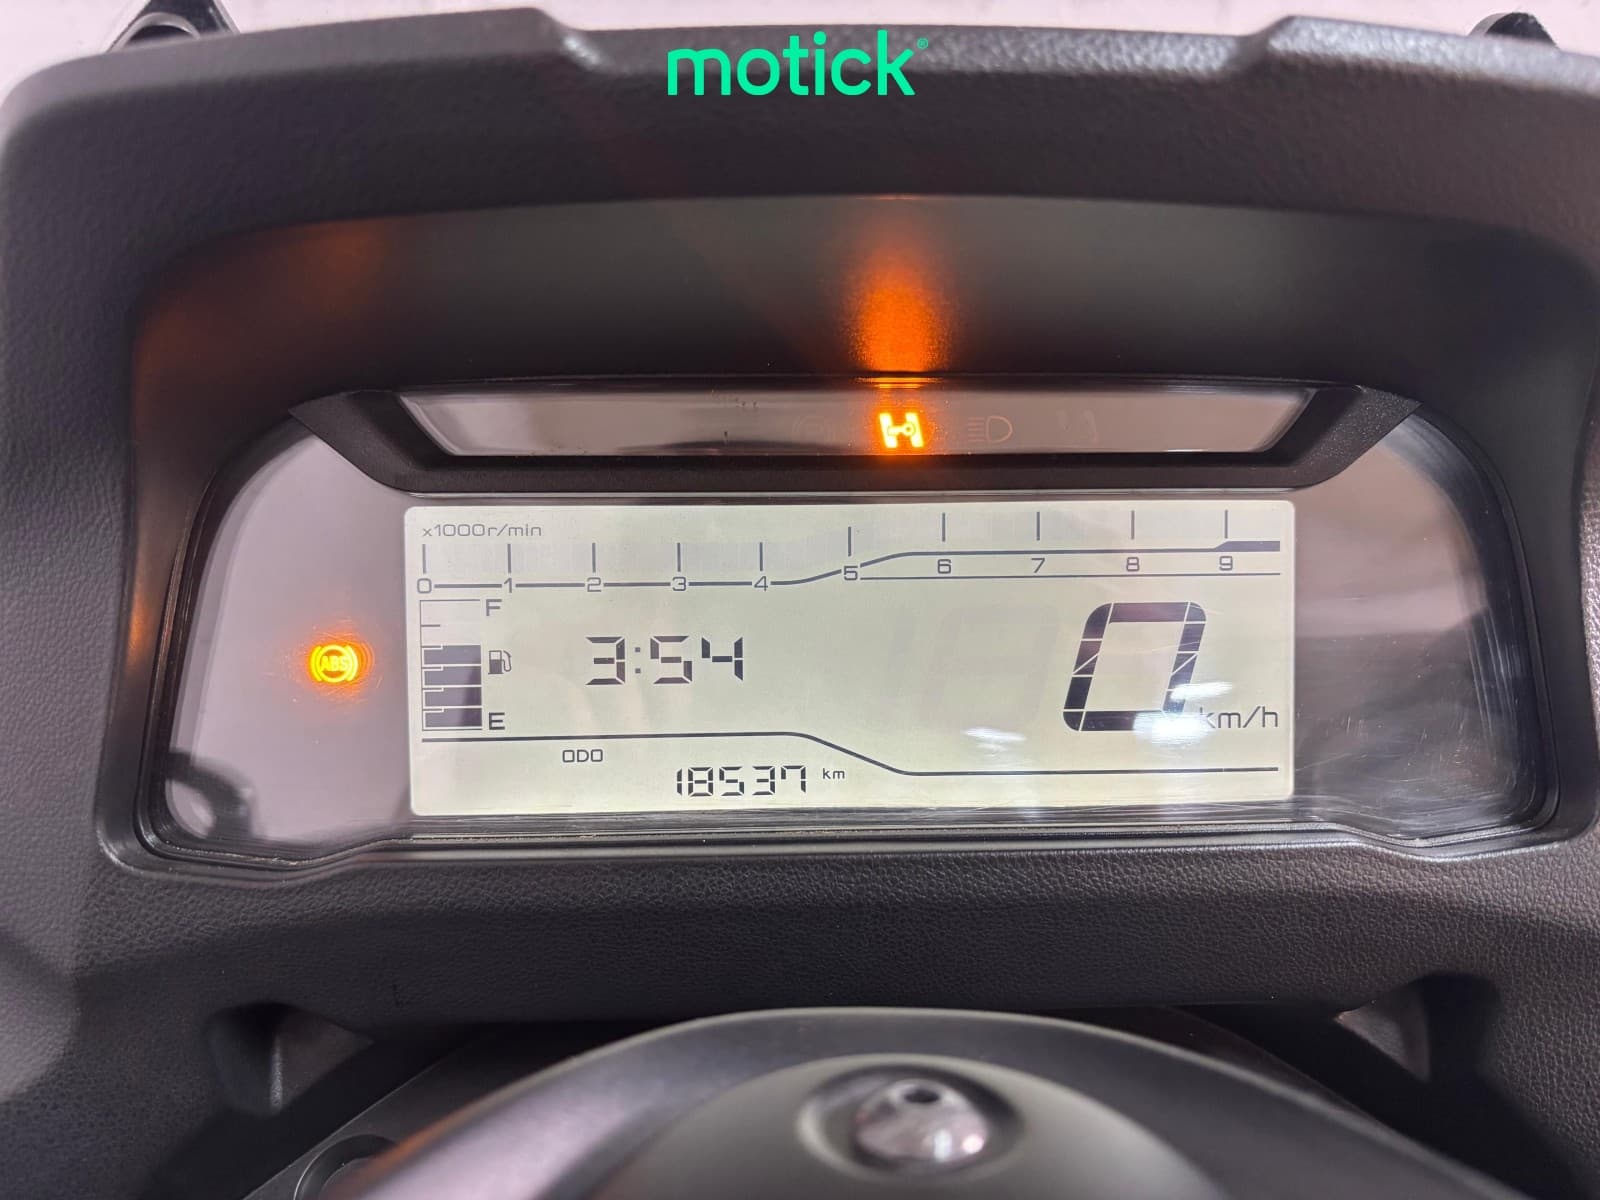 motick®
x1000r/min
0 1 2 3 4 5 6 7 8 9
F
ABS
3:54
0 km/h
E
ODO
18537 km